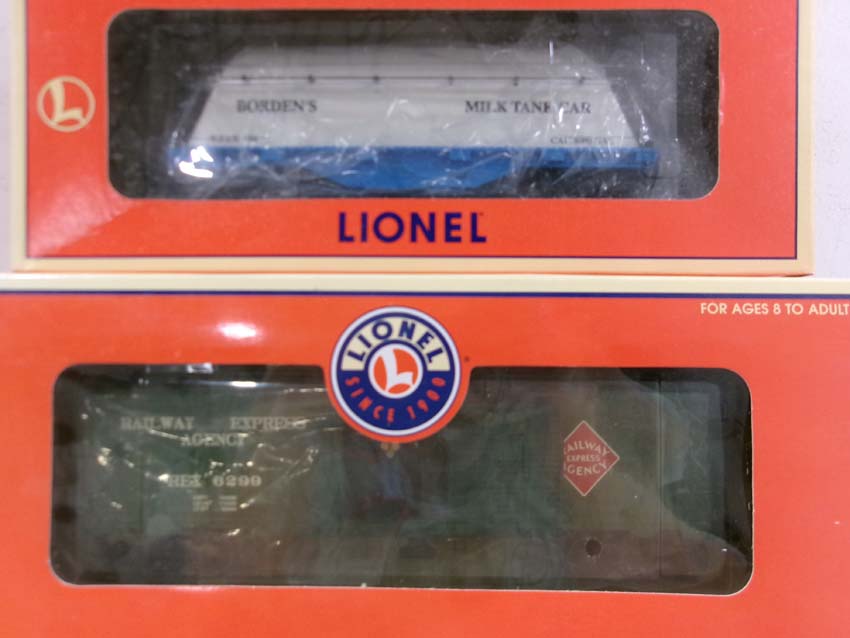 L
BORDEN'S MILK TANK CAR
LIONEL
FOR AGES 8 TO ADULT
LIONEL
L
SINCE 1900
RAILWAY EXPRESS
AGENCY
REX 6299
RAILWAY
EXPRESS
AGENCY